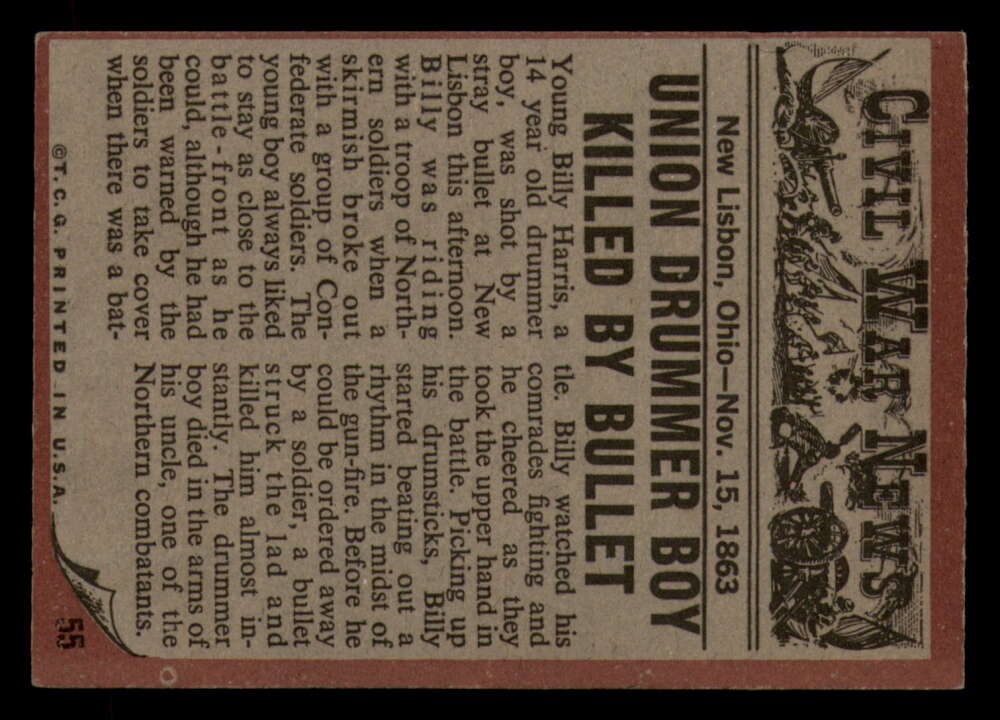 CIVIL WAR NEWS
New Lisbon, Ohio—Nov. 15, 1863
UNION DRUMMER BOY
KILLED BY BULLET
Young Billy Harris, a
14 year old drummer
boy, was shot by a
stray bullet at New
Lisbon this afternoon.
Billy was riding
with a troop of North-
ern soldiers when a
skirmish broke out
with a group of Con-
federate soldiers. The
young boy always liked
to stay as close to the
battle-front as he
could, although he had
been warned by the
soldiers to take cover
when there was a bat-
tle. Billy watched his
comrades fighting and
he cheered as they
took the upper hand in
the battle. Picking up
his drumsticks, Billy
started beating out a
rhythm in the midst of
the gun-fire. Before he
could be ordered away
by a soldier, a bullet
struck the lad and
killed him almost in-
stantly. The drummer
boy died in the arms of
his uncle, one of the
Northern combatants.
©T.C.G. PRINTED IN U.S.A.
55